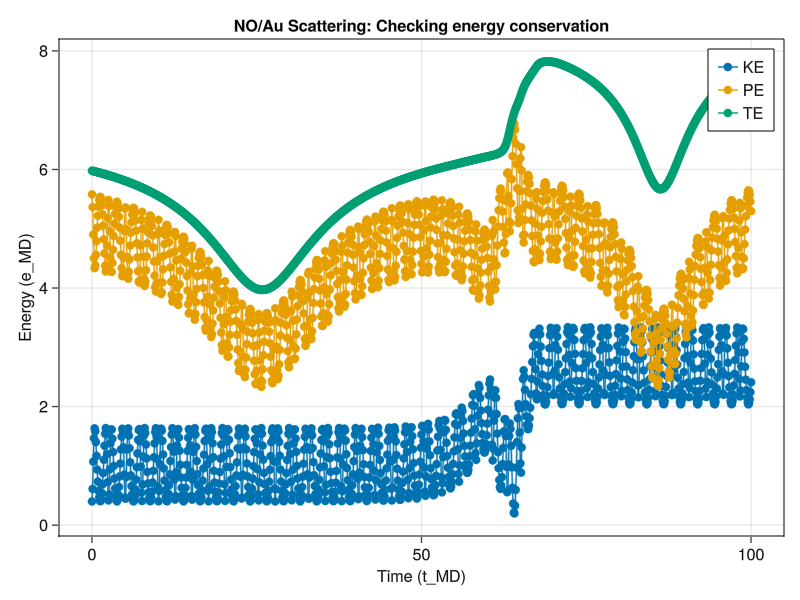 NO/Au Scattering: Checking energy conservation
8
6
4
2
0
Energy (e_MD)
KE
PE
TE
0
50
100
Time (t_MD)